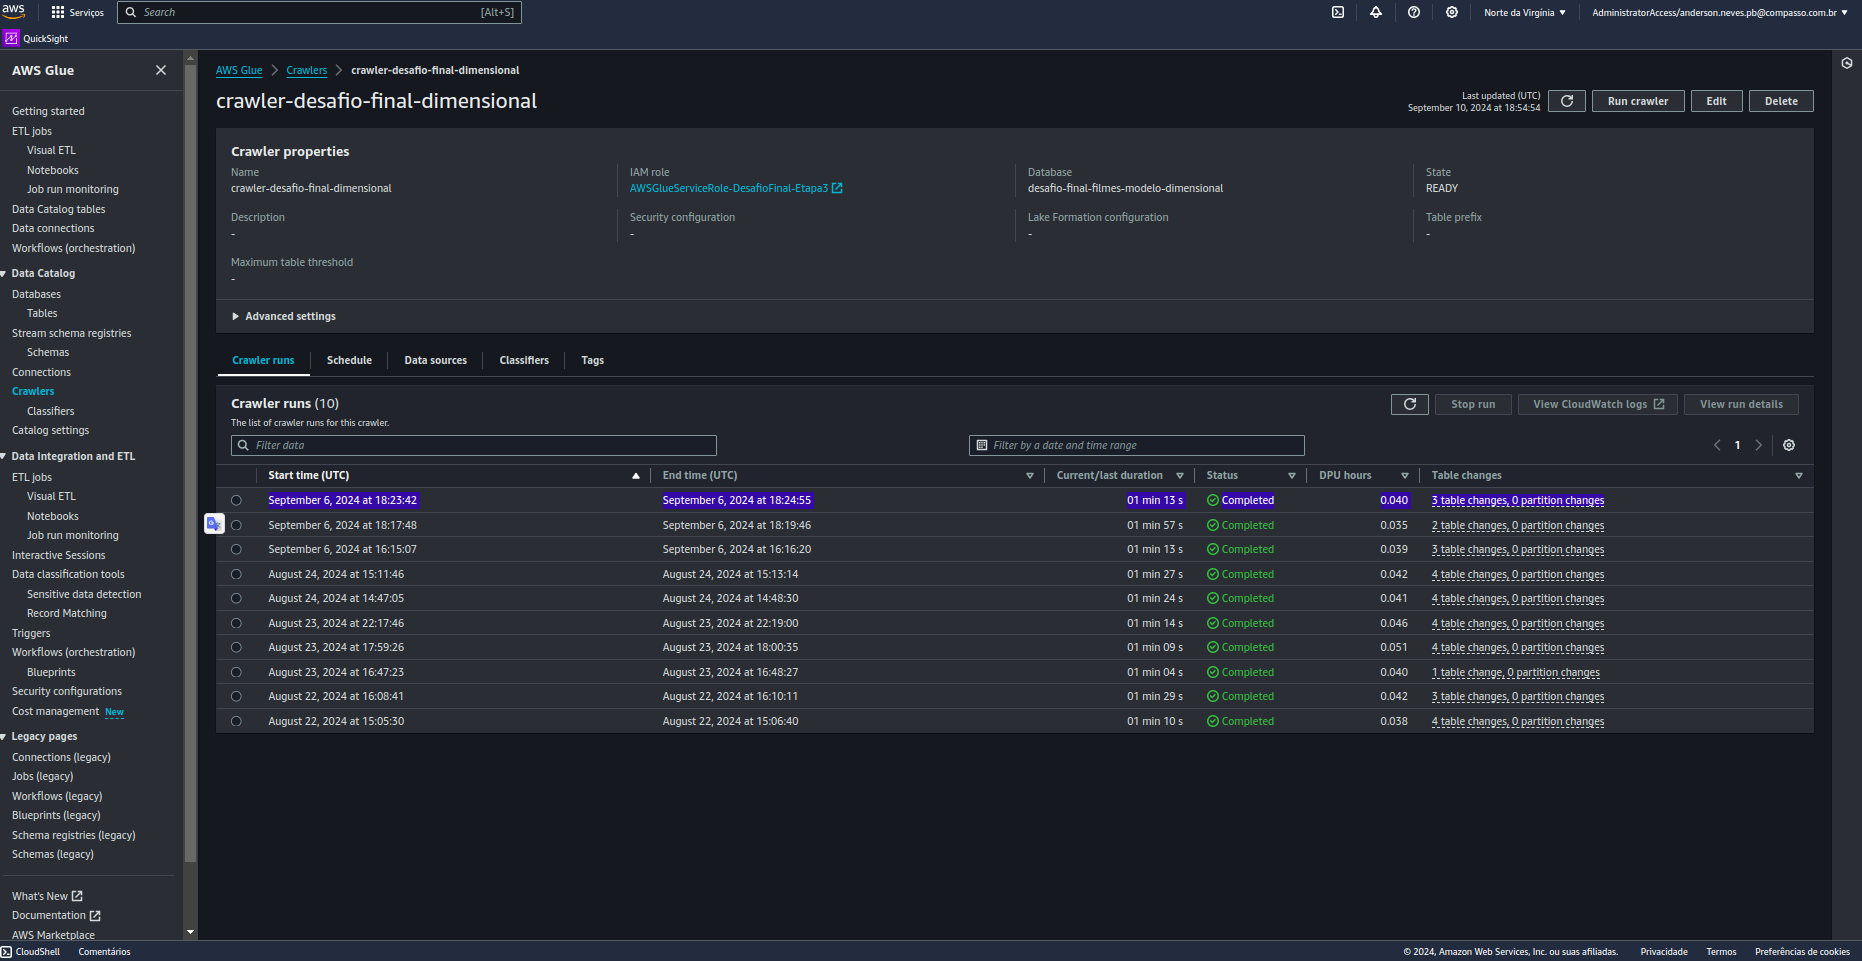 aws
Serviços
Search
[Alt+S]
Norte da Virgínia
AdministratorAccess/anderson.neves.pb@compasso.com.br
QuickSight
AWS Glue
Getting started
ETL jobs
Visual ETL
Notebooks
Job run monitoring
Data Catalog tables
Data connections
Workflows (orchestration)
Data Catalog
Databases
Tables
Stream schema registries
Schemas
Connections
Crawlers
Classifiers
Catalog settings
Data Integration and ETL
ETL jobs
Visual ETL
Notebooks
Job run monitoring
Interactive Sessions
Data classification tools
Sensitive data detection
Record Matching
Triggers
Workflows (orchestration)
Blueprints
Security configurations
Cost management New
Legacy pages
Connections (legacy)
Jobs (legacy)
Workflows (legacy)
Blueprints (legacy)
Schema registries (legacy)
Schemas (legacy)
What's New
Documentation
AWS Marketplace
AWS Glue > Crawlers > crawler-desafio-final-dimensional
crawler-desafio-final-dimensional
Last updated (UTC)
September 10, 2024 at 18:54:54
Run crawler
Edit
Delete
Crawler properties
Name
crawler-desafio-final-dimensional
IAM role
AWSGlueServiceRole-DesafioFinal-Etapa3
Database
desafio-final-filmes-modelo-dimensional
State
READY
Description
-
Security configuration
-
Lake Formation configuration
-
Table prefix
-
Maximum table threshold
-
Advanced settings
Crawler runs
Schedule
Data sources
Classifiers
Tags
Crawler runs (10)
The list of crawler runs for this crawler.
Stop run
View CloudWatch logs
View run details
Filter data
Filter by a date and time range
1
Start time (UTC) End time (UTC) Current/last duration Status DPU hours Table changes
September 6, 2024 at 18:23:42 September 6, 2024 at 18:24:55 01 min 13 s Completed 0.040 3 table changes, 0 partition changes
September 6, 2024 at 18:17:48 September 6, 2024 at 18:19:46 01 min 57 s Completed 0.035 2 table changes, 0 partition changes
September 6, 2024 at 16:15:07 September 6, 2024 at 16:16:20 01 min 13 s Completed 0.039 3 table changes, 0 partition changes
August 24, 2024 at 15:11:46 August 24, 2024 at 15:13:14 01 min 27 s Completed 0.042 4 table changes, 0 partition changes
August 24, 2024 at 14:47:05 August 24, 2024 at 14:48:30 01 min 24 s Completed 0.041 4 table changes, 0 partition changes
August 23, 2024 at 22:17:46 August 23, 2024 at 22:19:00 01 min 14 s Completed 0.046 4 table changes, 0 partition changes
August 23, 2024 at 17:59:26 August 23, 2024 at 18:00:35 01 min 09 s Completed 0.051 4 table changes, 0 partition changes
August 23, 2024 at 16:47:23 August 23, 2024 at 16:48:27 01 min 04 s Completed 0.040 1 table change, 0 partition changes
August 22, 2024 at 16:08:41 August 22, 2024 at 16:10:11 01 min 29 s Completed 0.042 3 table changes, 0 partition changes
August 22, 2024 at 15:05:30 August 22, 2024 at 15:06:40 01 min 10 s Completed 0.038 4 table changes, 0 partition changes
CloudShell
Comentários
© 2024, Amazon Web Services, Inc. ou suas afiliadas.
Privacidade
Termos
Preferências de cookies